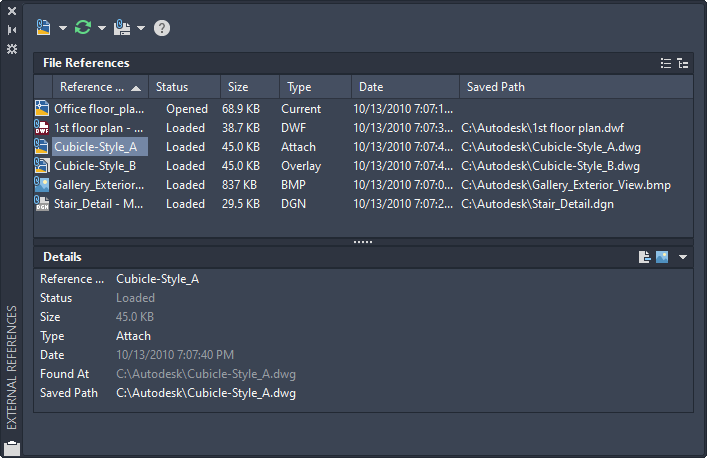 File References
Reference ... Status Size Type Date Saved Path
Office floor_pla... Opened 68.9 KB Current 10/13/2010 7:07:1...
1st floor plan - ... Loaded 38.7 KB DWF 10/13/2010 7:07:3... C:\Autodesk\1st floor plan.dwf
Cubicle-Style_A Loaded 45.0 KB Attach 10/13/2010 7:07:4... C:\Autodesk\Cubicle-Style_A.dwg
Cubicle-Style_B Loaded 45.0 KB Overlay 10/13/2010 7:07:4... C:\Autodesk\Cubicle-Style_B.dwg
Gallery_Exterior... Loaded 837 KB BMP 10/13/2010 7:07:0... C:\Autodesk\Gallery_Exterior_View.bmp
Stair_Detail - M... Loaded 29.5 KB DGN 10/13/2010 7:07:2... C:\Autodesk\Stair_Detail.dgn
Details
Reference ... Cubicle-Style_A
Status Loaded
Size 45.0 KB
Type Attach
Date 10/13/2010 7:07:40 PM
Found At C:\Autodesk\Cubicle-Style_A.dwg
Saved Path C:\Autodesk\Cubicle-Style_A.dwg
EXTERNAL REFERENCES
DWF
DGN
?